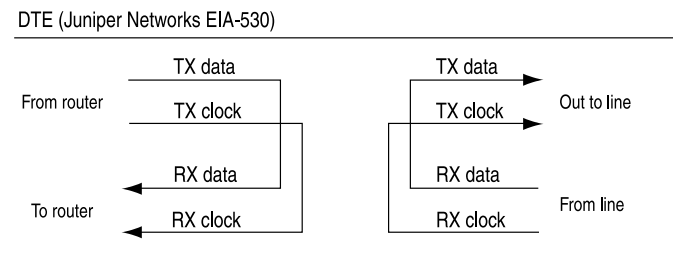 DTE (Juniper Networks EIA-530)
TX data
TX data
From router
TX clock
TX clock
Out to line
RX data
RX data
To router
From line
RX clock
RX clock